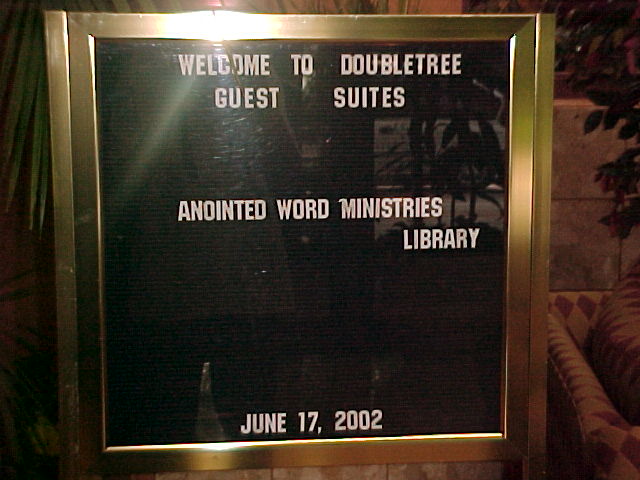 WELCOME TO DOUBLETREE
GUEST SUITES
ANOINTED WORD MINISTRIES
LIBRARY
JUNE 17, 2002